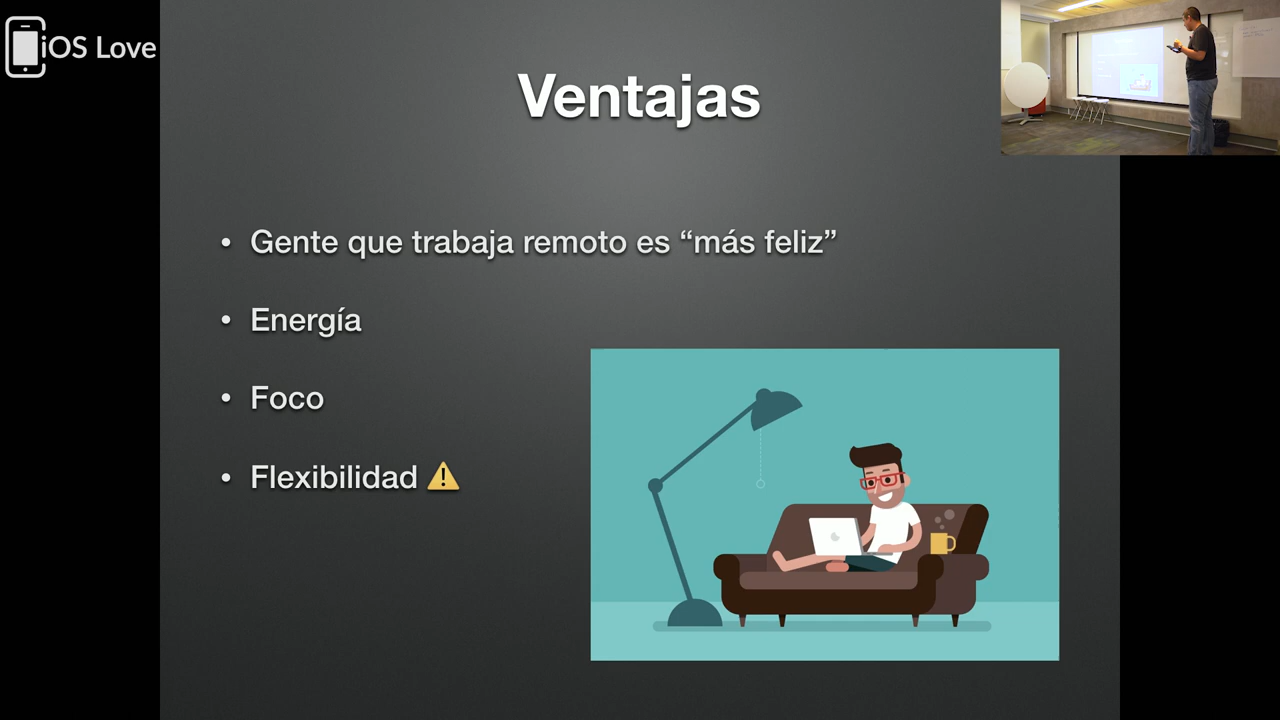 iOS Love
Ventajas
• Gente que trabaja remoto es “más feliz”
• Energía
• Foco
• Flexibilidad ⚠️